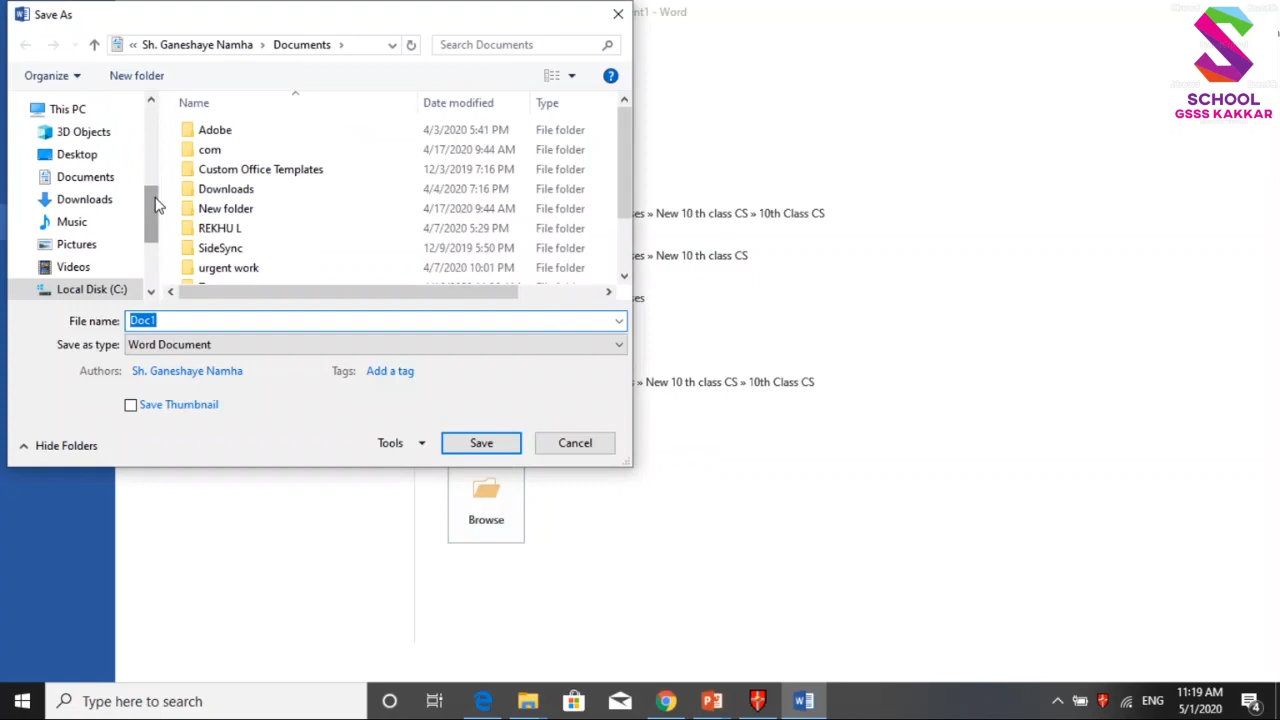 Save As
nt1 - Word
« Sh. Ganeshaye Namha › Documents ›
Search Documents
Organize
New folder
?
This PC
3D Objects
Desktop
Documents
Downloads
Music
Pictures
Videos
Local Disk (C:)
Name Date modified Type
Adobe 4/3/2020 5:41 PM File folder
com 4/17/2020 9:44 AM File folder
Custom Office Templates 12/3/2019 7:16 PM File folder
Downloads 4/4/2020 7:16 PM File folder
New folder 4/17/2020 9:44 AM File folder
REKHU L 4/7/2020 5:29 PM File folder
SideSync 12/9/2019 5:50 PM File folder
urgent work 4/7/2020 10:01 PM File folder
File name: Doc1
Save as type: Word Document
Authors: Sh. Ganeshaye Namha
Tags: Add a tag
Save Thumbnail
Hide Folders
Tools
Save
Cancel
ses » New 10 th class CS » 10th Class CS
ses » New 10 th class CS
ses
» New 10 th class CS » 10th Class CS
Browse
SCHOOL
GSSS KAKKAR
Type here to search
ENG
11:19 AM
5/1/2020
4